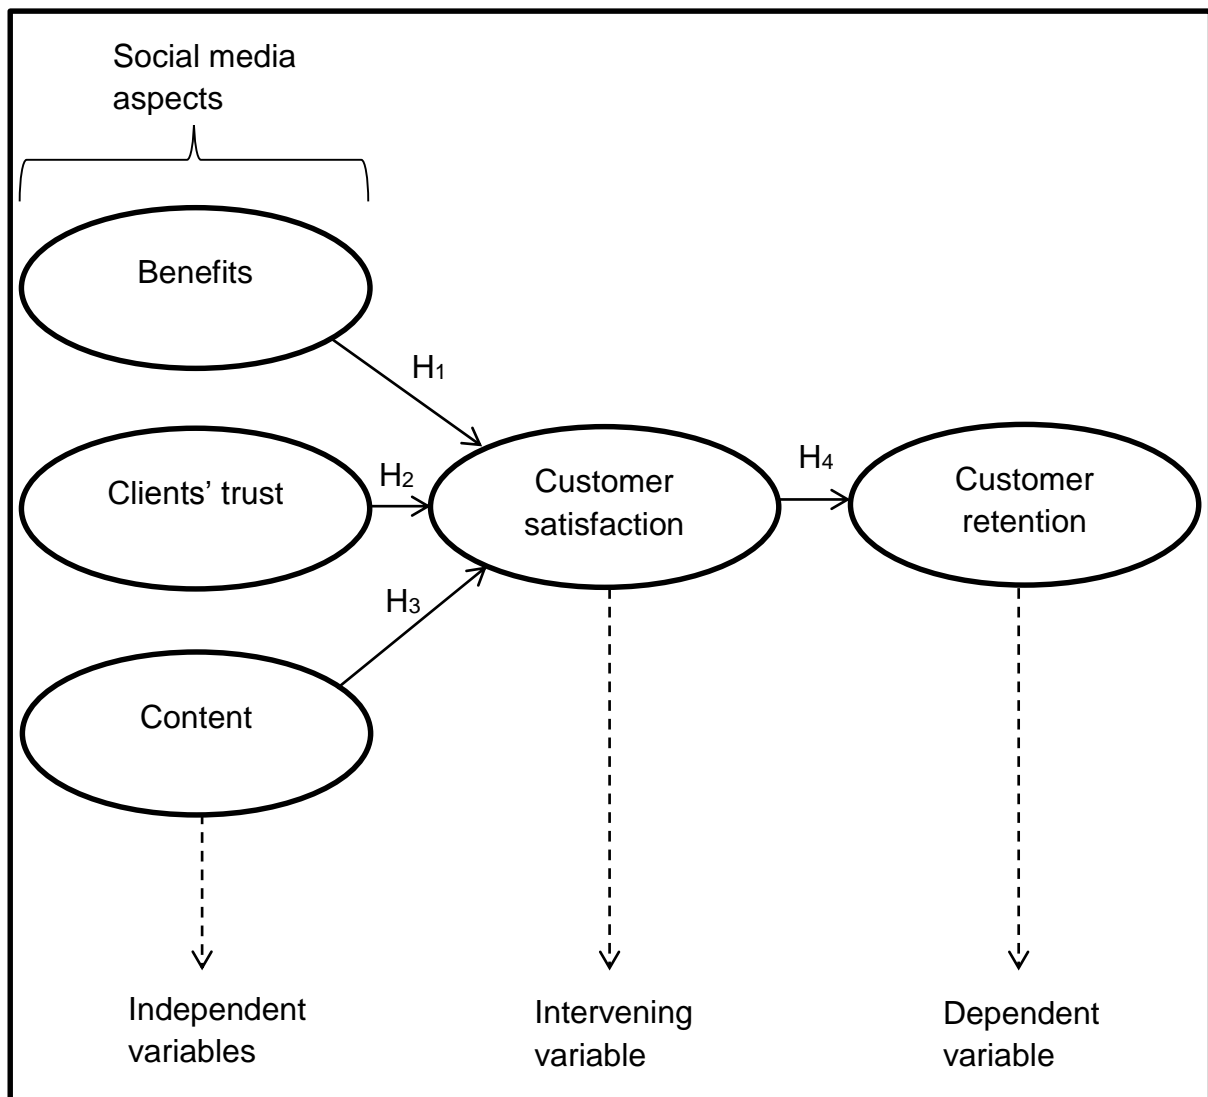 Social media
aspects
Benefits
H1
Clients’ trust
H2
Customer
satisfaction
H4
Customer
retention
H3
Content
Independent
variables
Intervening
variable
Dependent
variable